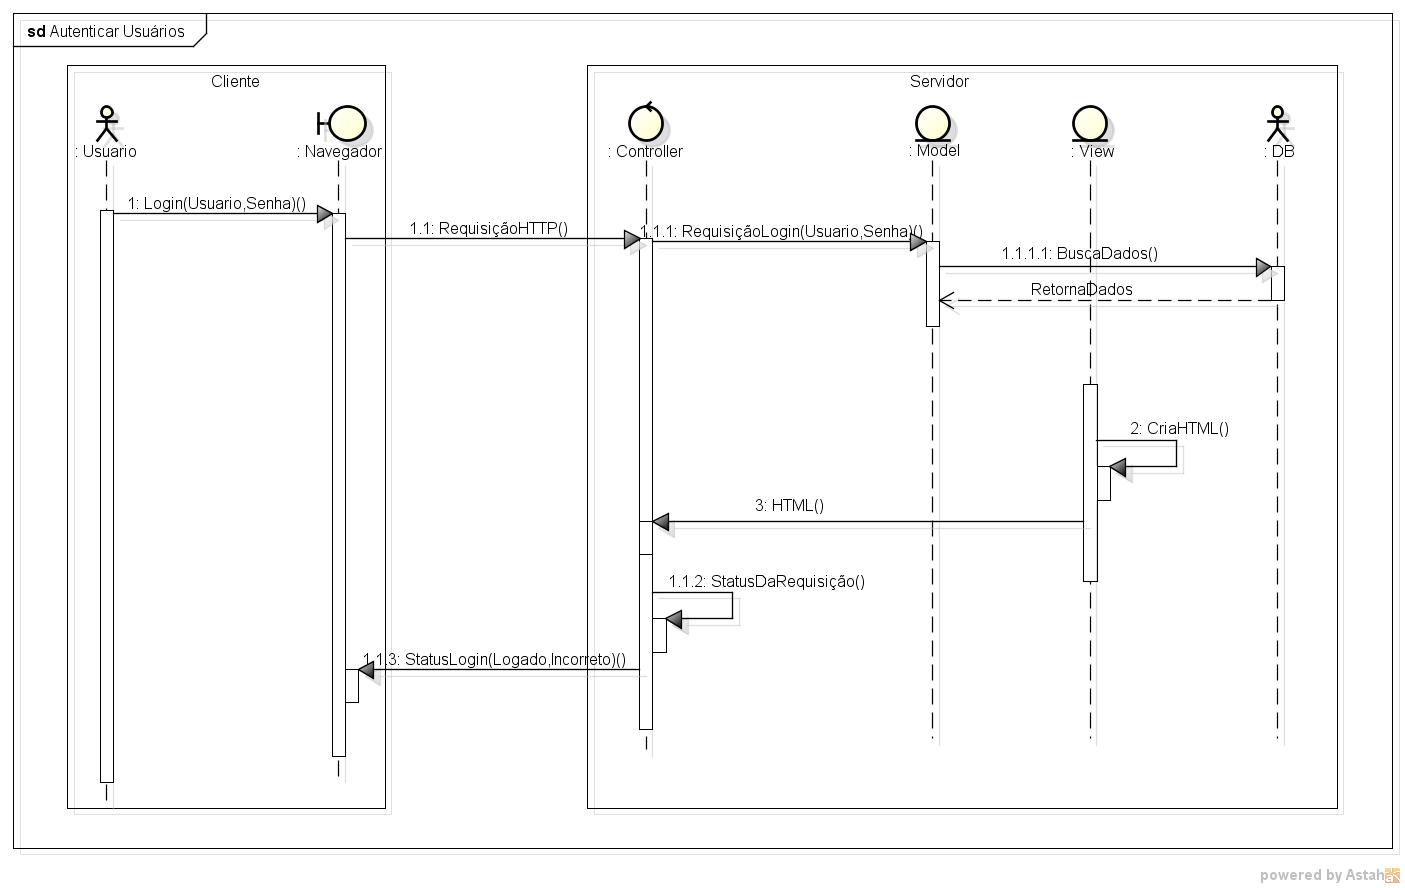 sd Autenticar Usuários
Cliente
Servidor
: Usuario
: Navegador
: Controller
: Model
: View
: DB
1: Login(Usuario,Senha)()
1.1: RequisiçãoHTTP()
1.1.1: RequisiçãoLogin(Usuario,Senha)()
1.1.1.1: BuscaDados()
RetornaDados
2: CriaHTML()
3: HTML()
1.1.2: StatusDaRequisição()
1.1.3: StatusLogin(Logado,Incorreto)()
powered by Astah